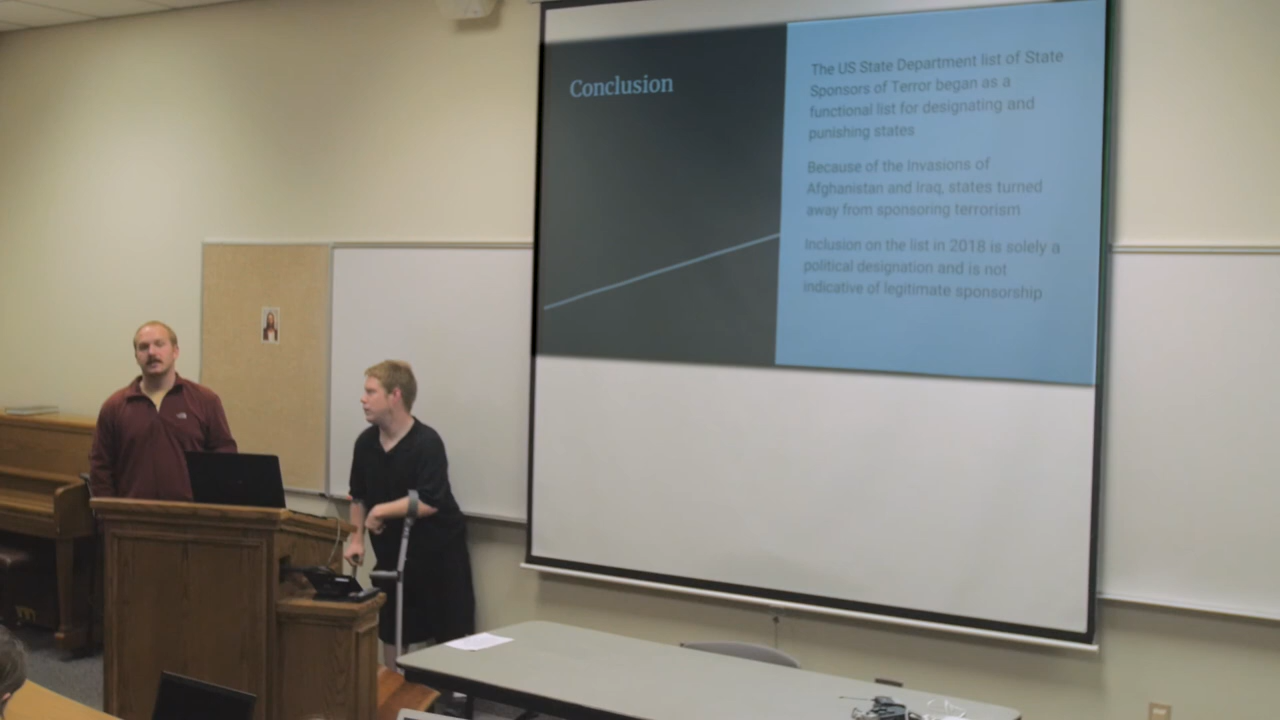 Conclusion
The US State Department list of State
Sponsors of Terror began as a
functional list for designating and
punishing states
Because of the Invasions of
Afghanistan and Iraq, states turned
away from sponsoring terrorism
Inclusion on the list in 2018 is solely a
political designation and is not
indicative of legitimate sponsorship